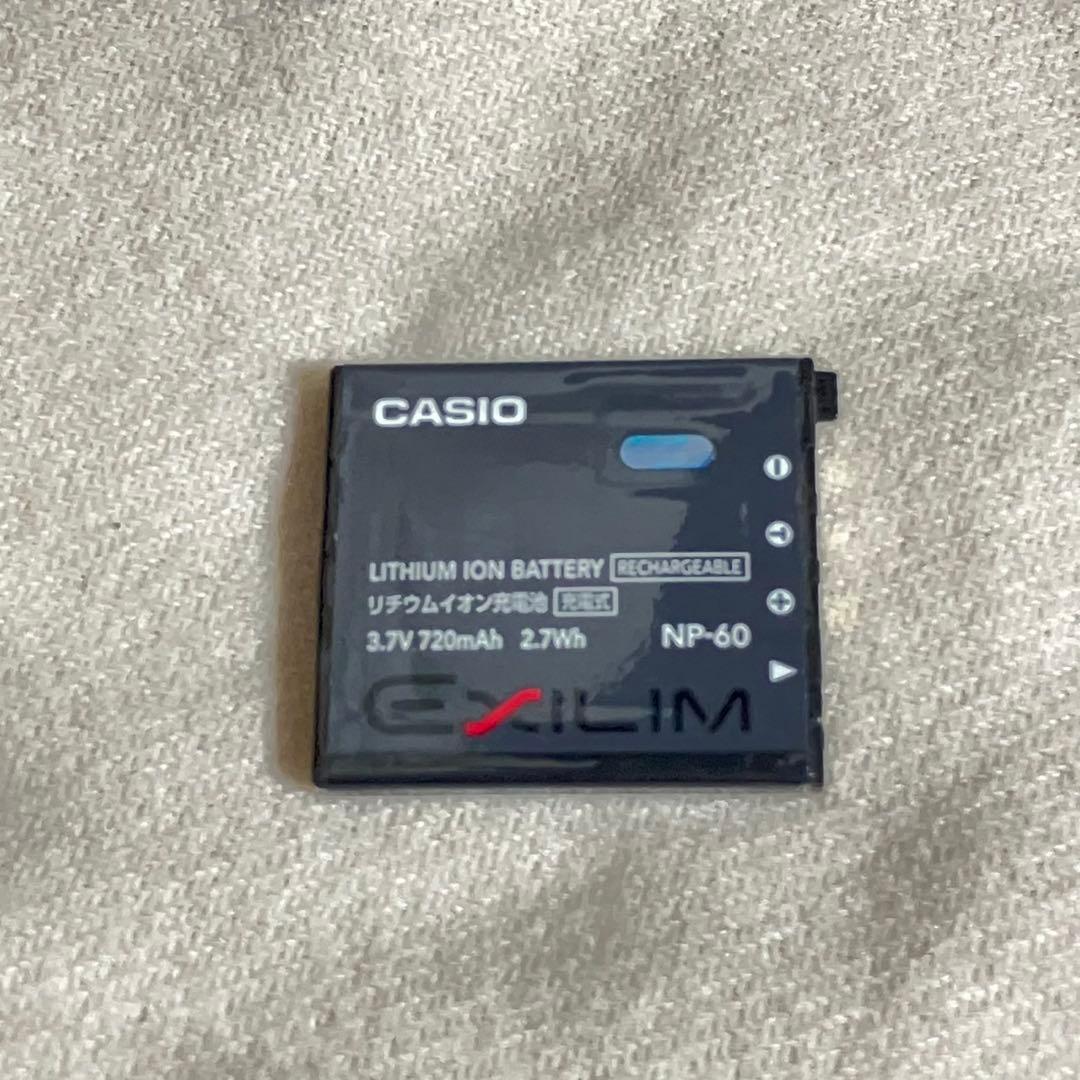 CASIO
LITHIUM ION BATTERY RECHARGEABLE
リチウムイオン充電池 充電式
3.7V 720mAh 2.7Wh NP-60
EXILIM